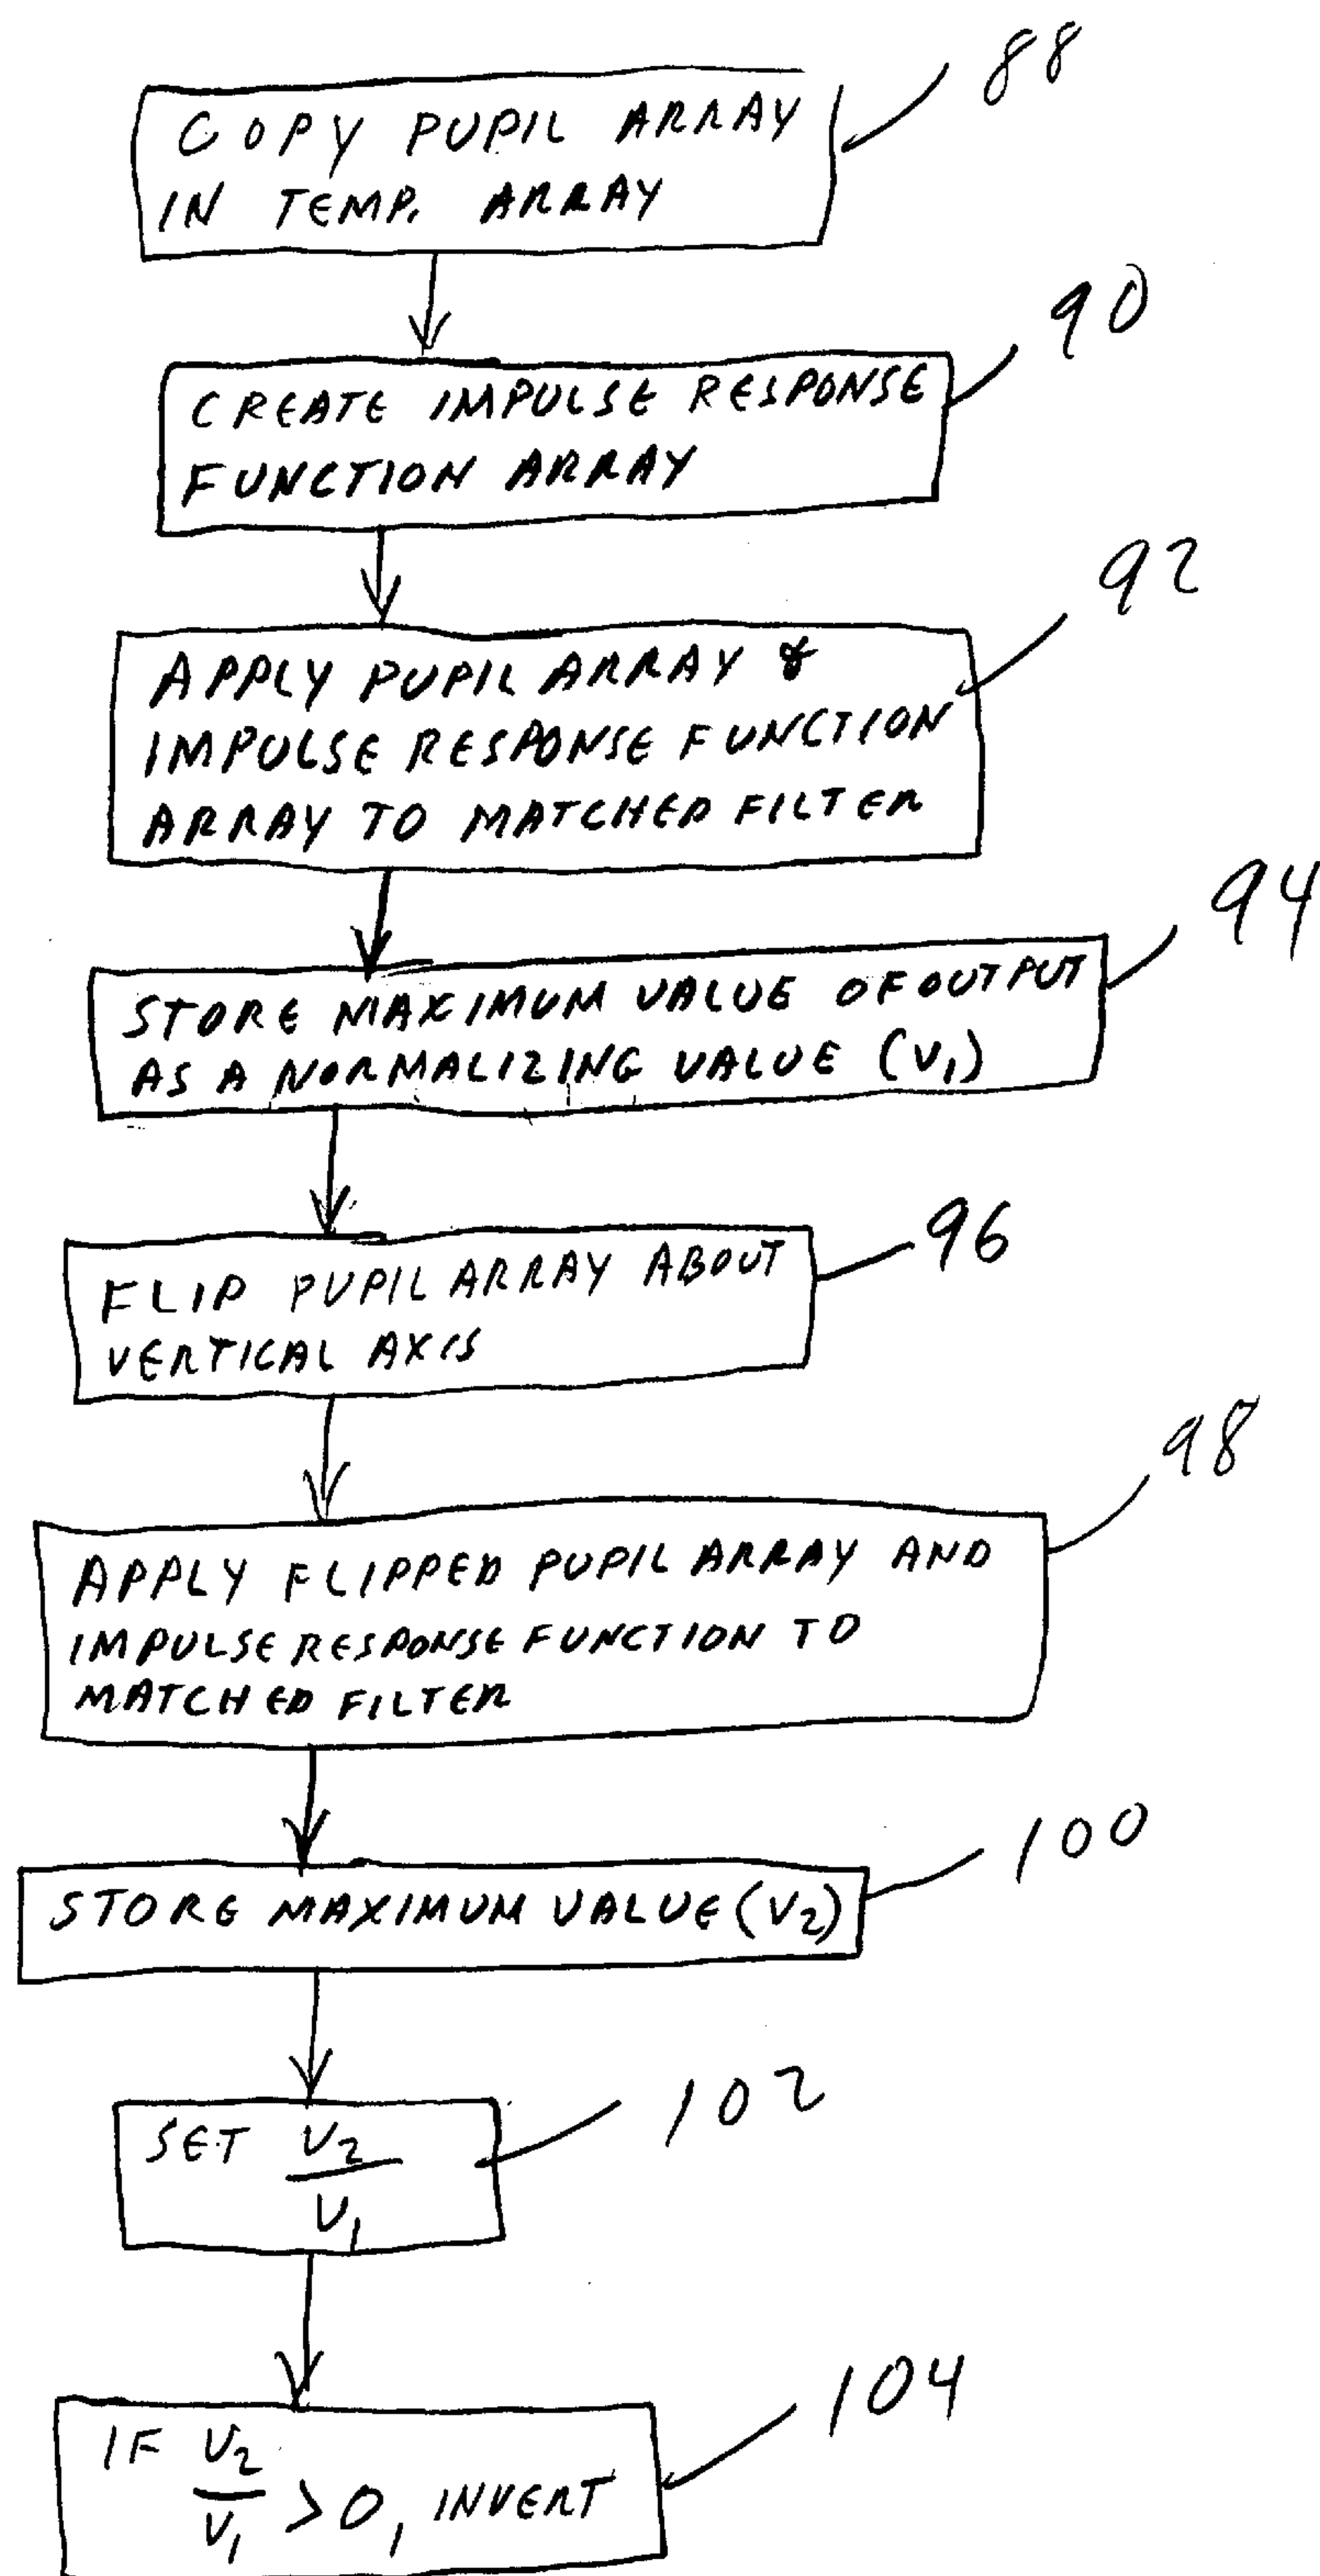 88
COPY PUPIL ARRAY
IN TEMP. ARRAY
90
CREATE IMPULSE RESPONSE
FUNCTION ARRAY
92
APPLY PUPIL ARRAY &
IMPULSE RESPONSE FUNCTION
ARRAY TO MATCHED FILTER
94
STORE MAXIMUM VALUE OF OUTPUT
AS A NORMALIZING VALUE (V1)
96
FLIP PUPIL ARRAY ABOUT
VERTICAL AXIS
98
APPLY FLIPPED PUPIL ARRAY AND
IMPULSE RESPONSE FUNCTION TO
MATCHED FILTER
100
STORE MAXIMUM VALUE (V2)
102
SET V2
V1
104
IF V2
V1 > 0, INVERT